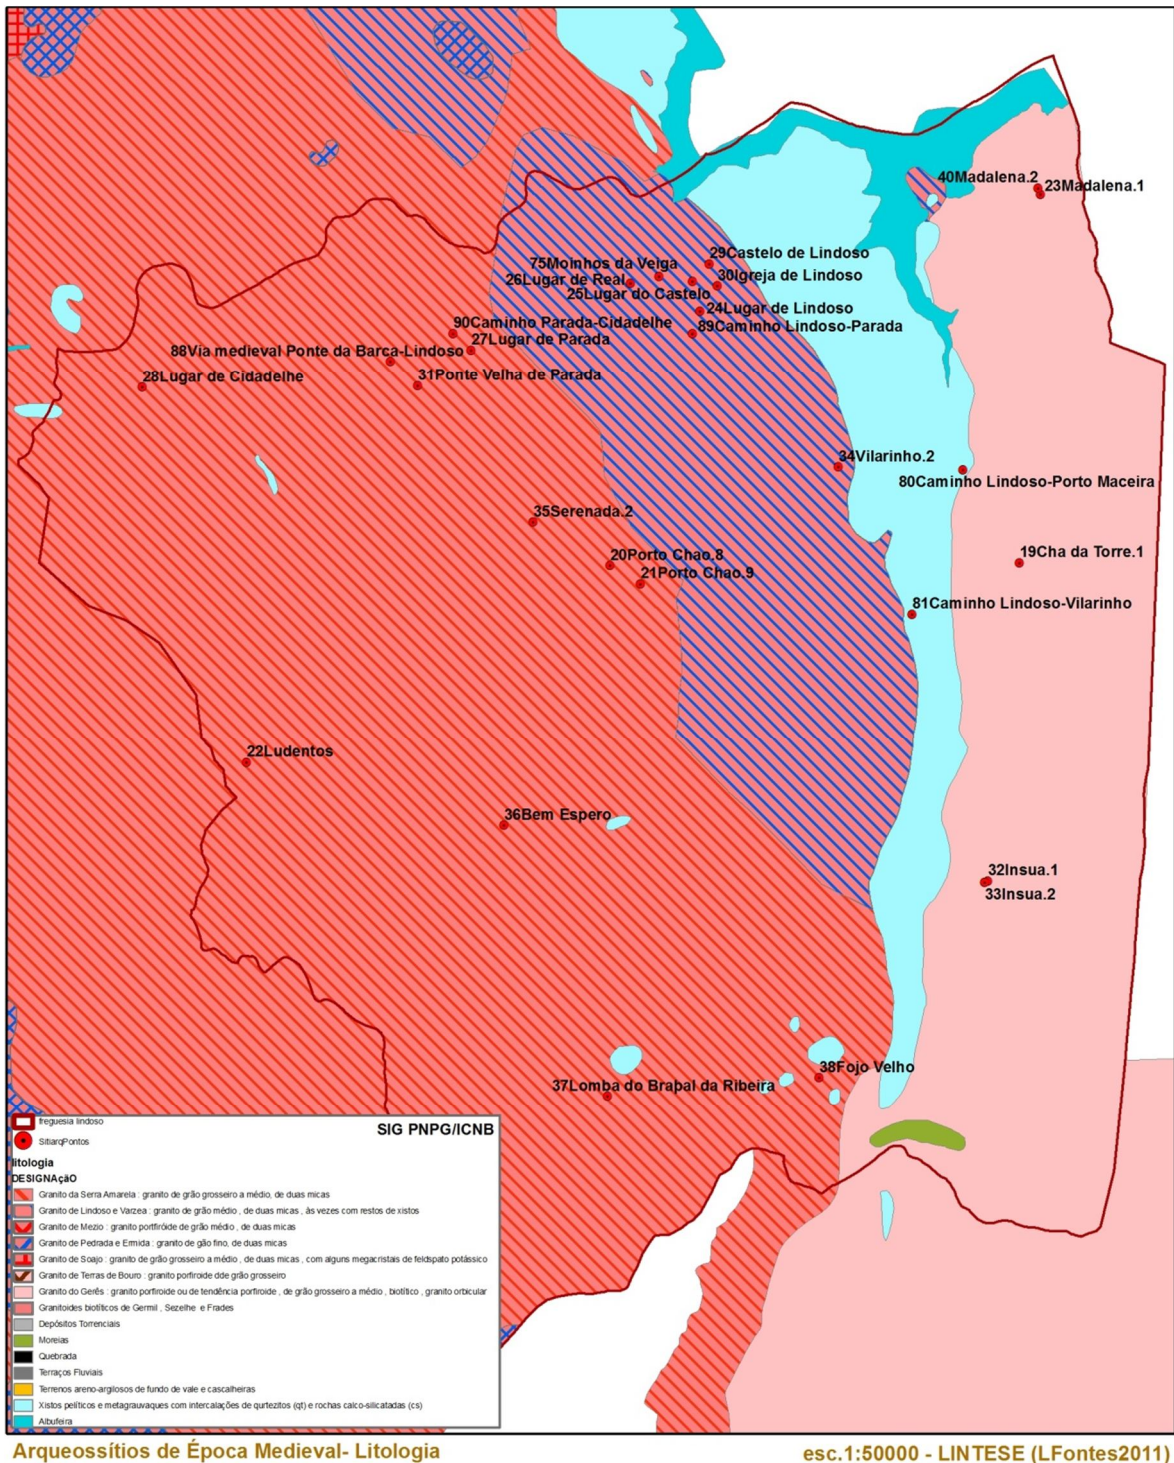 40Madalena.2
23Madalena.1
29Castelo de Lindoso
75Moinhos da Veiga
30Igreja de Lindoso
26Lugar de Real
25Lugar do Castelo
24Lugar de Lindoso
90Caminho Parada-Cidadelhe
89Caminho Lindoso-Parada
27Lugar de Parada
88Via medieval Ponte da Barca-Lindoso
28Lugar de Cidadelhe
31Ponte Velha de Parada
34Vilarinho.2
80Caminho Lindoso-Porto Maceira
35Serenada.2
20Porto Chao.8
19Cha da Torre.1
21Porto Chao.9
81Caminho Lindoso-Vilarinho
22Ludentos
36Bem Espero
32Insua.1
33Insua.2
38Fojo Velho
37Lomba do Braþal da Ribeira
SIG PNPG/ICNB
freguesia lindoso
SitiarqPontos
litologia
DESIGNAçãO
Granito da Serra Amarela : granito de grão grosseiro a médio, de duas micas
Granito de Lindoso e Varzea : granito de grão médio , de duas micas , às vezes com restos de xistos
Granito de Mezio : granito portfiróide de grão médio , de duas micas
Granito de Pedrada e Ermida : granito de gão fino, de duas micas
Granito de Soajo : granito de grão grosseiro a médio , de duas micas , com alguns megacristais de feldspato potássico
Granito de Terras de Bouro : granito porfiroide dde grão grosseiro
Granito do Gerês : granito porfiroide ou de tendência porfiroide , de grão grosseiro a médio , biotítico , granito orbicular
Granitoides biotíticos de Germil , Sezelhe e Frades
Depósitos Torrenciais
Moreias
Quebrada
Terraços Fluviais
Terrenos areno-argilosos de fundo de vale e cascalheiras
Xistos pelíticos e metagrauvaques com intercalações de qurtezitos (qt) e rochas calco-silicatadas (cs)
Albufeira
Arqueossítios de Época Medieval- Litologia
esc.1:50000 - LINTESE (LFontes2011)